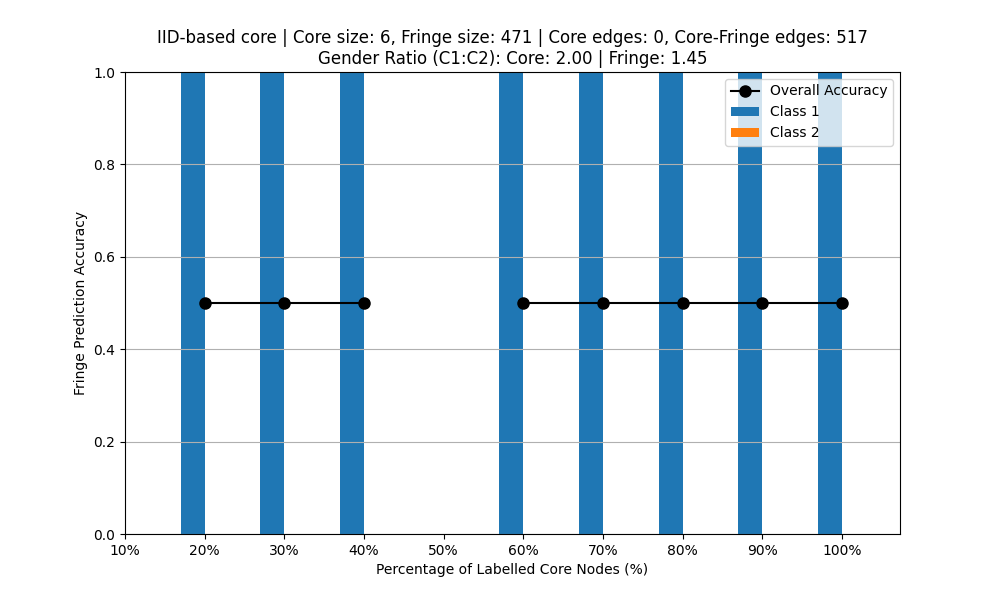 IID-based core | Core size: 6, Fringe size: 471 | Core edges: 0, Core-Fringe edges: 517
Gender Ratio (C1:C2): Core: 2.00 | Fringe: 1.45
Overall Accuracy
Class 1
Class 2
Fringe Prediction Accuracy
1.0
0.8
0.6
0.4
0.2
0.0
10% 20% 30% 40% 50% 60% 70% 80% 90% 100%
Percentage of Labelled Core Nodes (%)